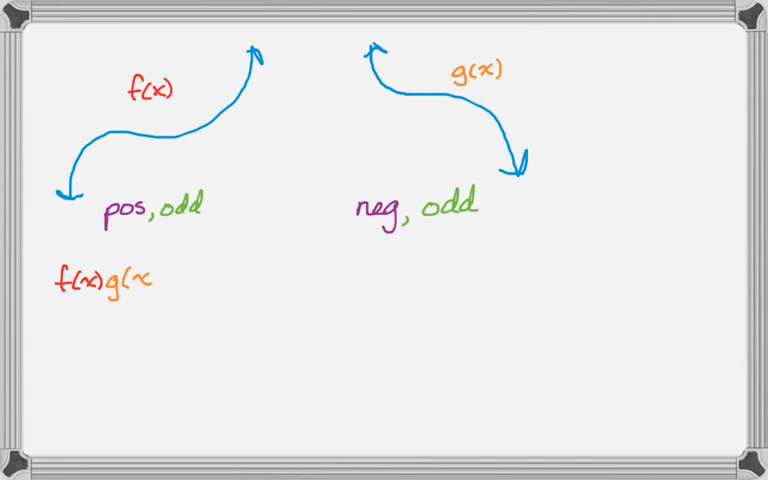 f(x)
g(x)
pos, odd
neg, odd
f(x)g(x